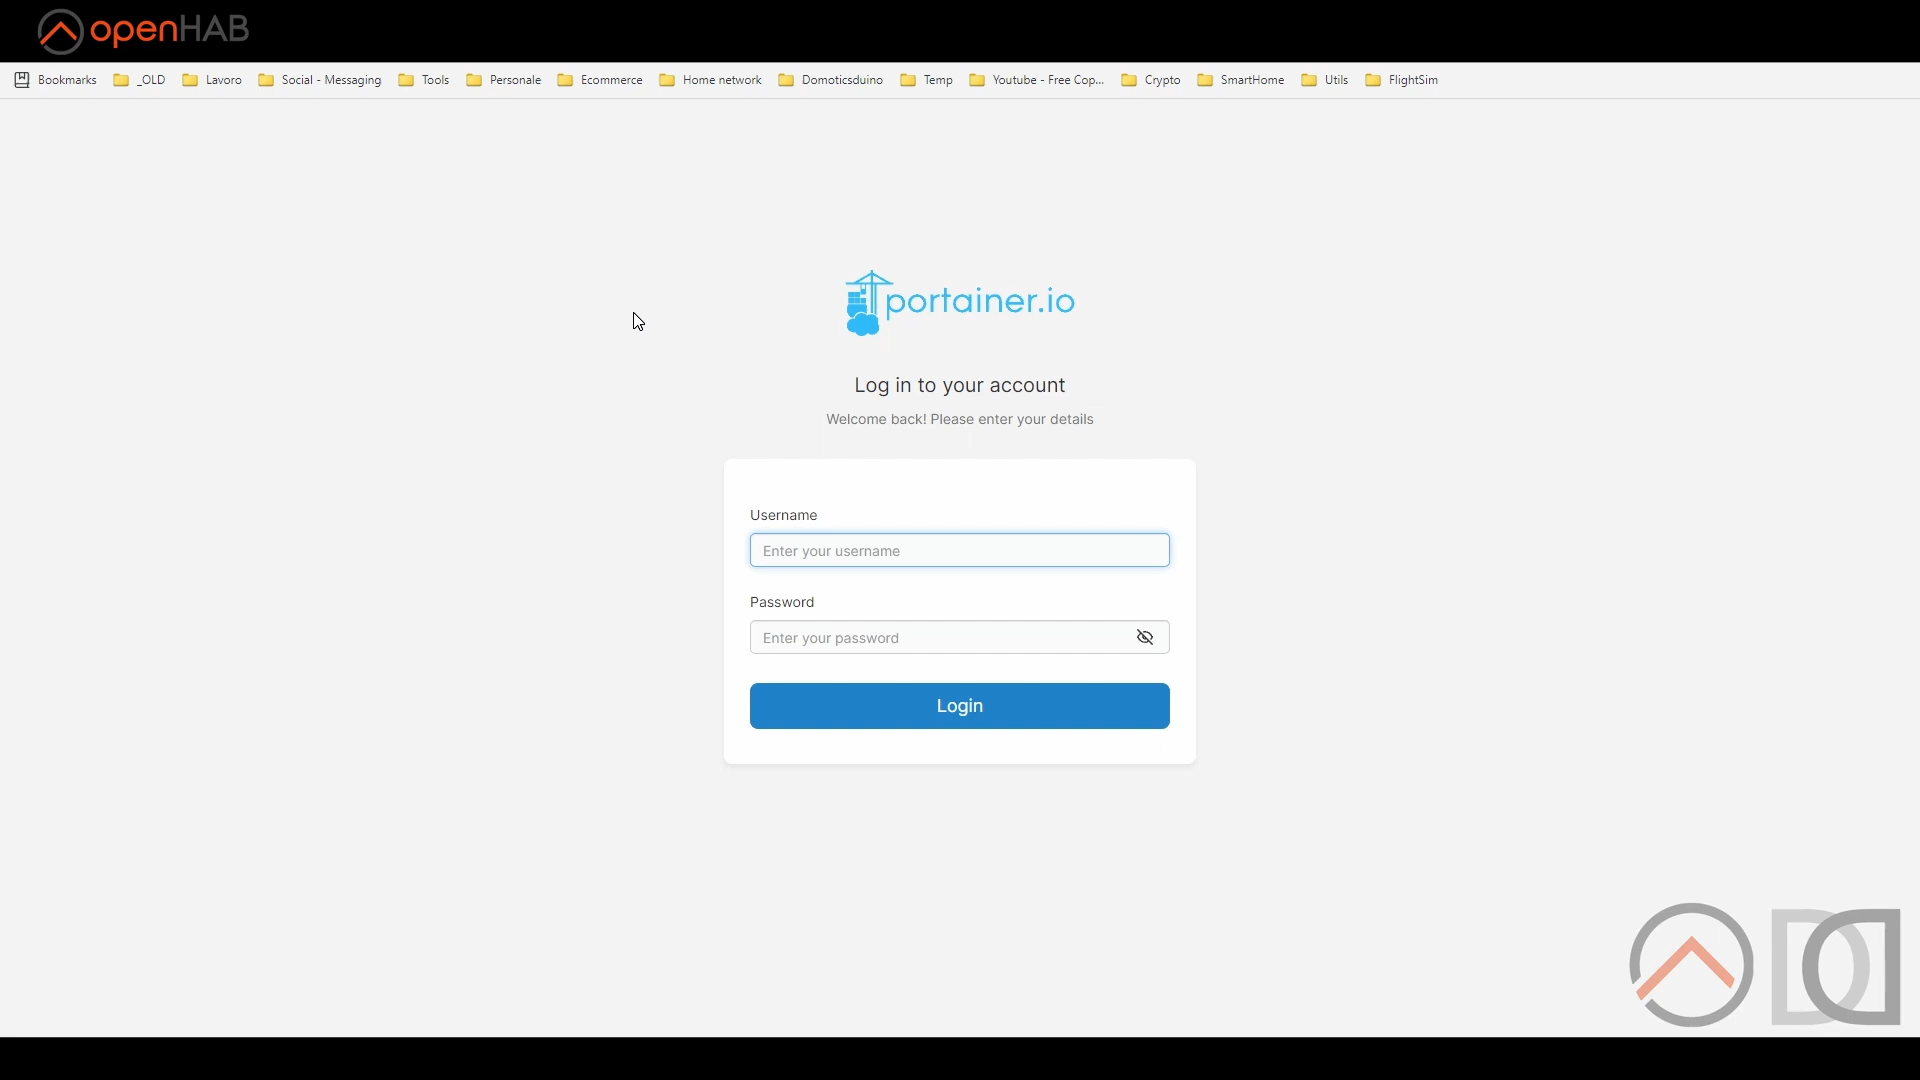 openHAB
Bookmarks _OLD Lavoro Social - Messaging Tools Personale Ecommerce Home network Domoticsduino Temp Youtube - Free Cop... Crypto SmartHome Utils FlightSim
portainer.io
Log in to your account
Welcome back! Please enter your details
Username
Enter your username
Password
Enter your password
Login